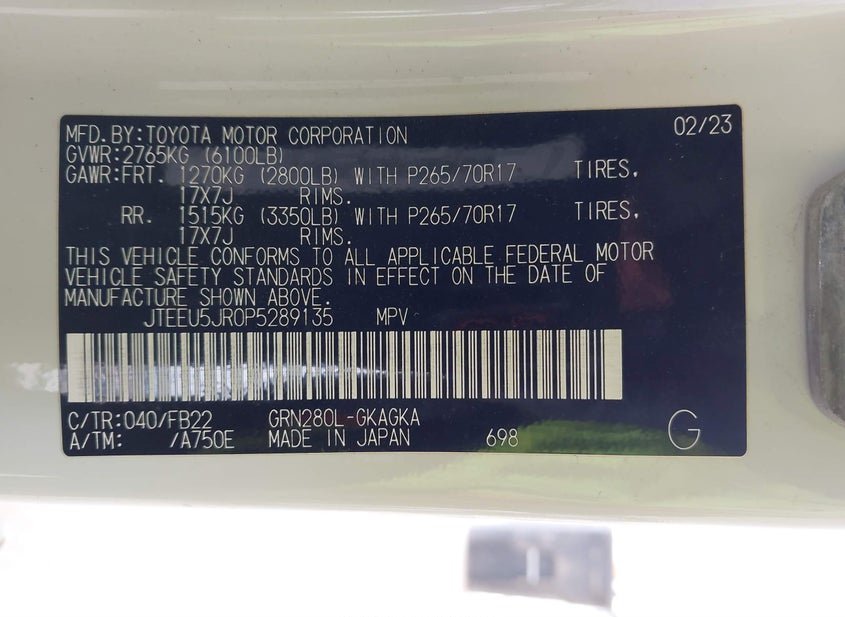 MFD.BY:TOYOTA MOTOR CORPORATION 02/23
GVWR:2765KG (6100LB)
GAWR:FRT. 1270KG (2800LB) WITH P265/70R17 TIRES,
17X7J RIMS.
RR. 1515KG (3350LB) WITH P265/70R17 TIRES,
17X7J RIMS.
THIS VEHICLE CONFORMS TO ALL APPLICABLE FEDERAL MOTOR
VEHICLE SAFETY STANDARDS IN EFFECT ON THE DATE OF
MANUFACTURE SHOWN ABOVE.
JTEEU5JR0P5289135 MPV
C/TR:040/FB22 GRN280L-GKAGKA
A/TM: /A750E MADE IN JAPAN 698 G